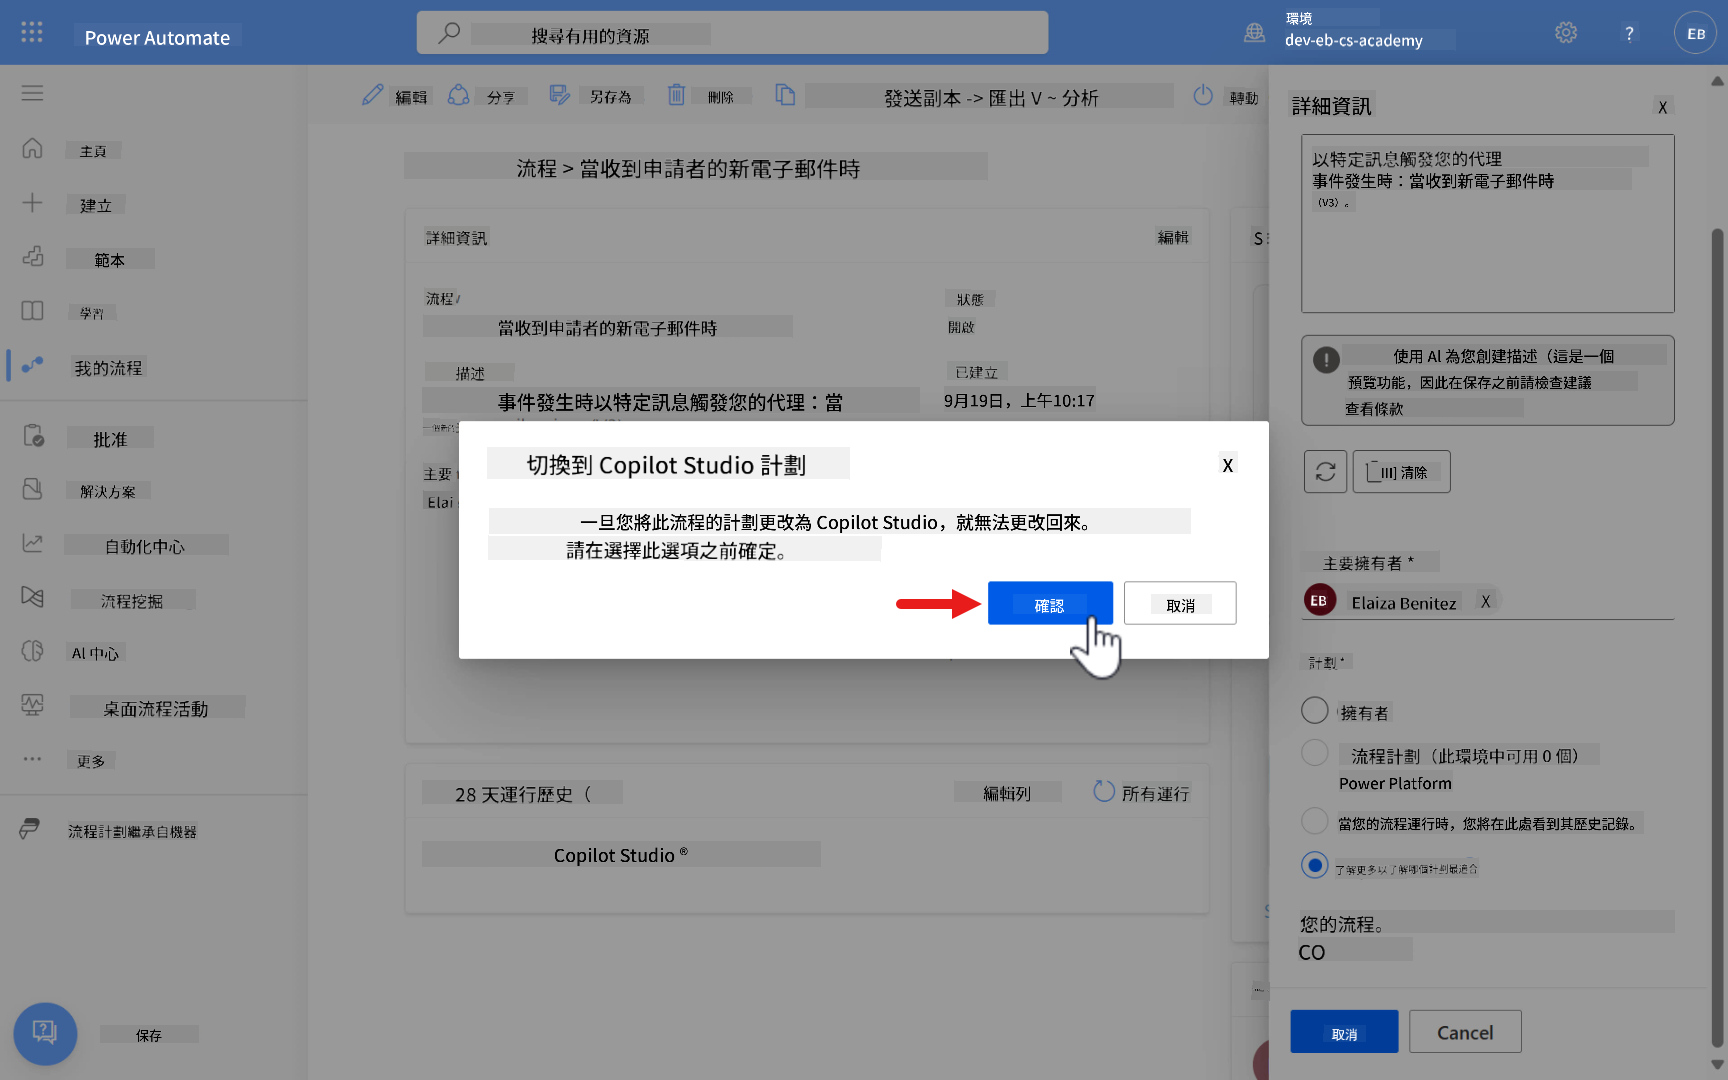 Power Automate
搜尋有用的資源
環境
dev-eb-cs-academy
?
EB
主頁
建立
範本
學習
我的流程
批准
解決方案
自動化中心
流程挖掘
AI 中心
桌面流程活動
更多
流程計劃繼承自機器
保存
編輯
分享
另存為
刪除
發送副本 -> 匯出 V ~ 分析
轉動
流程 > 當收到申請者的新電子郵件時
詳細資訊
編輯
流程
當收到申請者的新電子郵件時
狀態
開啟
描述
事件發生時以特定訊息觸發您的代理：當
已建立
9月19日，上午10:17
主要
Elai
切換到 Copilot Studio 計劃
X
一旦您將此流程的計劃更改為 Copilot Studio，就無法更改回來。
請在選擇此選項之前確定。
確認
取消
28 天運行歷史（
編輯列
所有運行
Copilot Studio ®
S
詳細資訊
X
以特定訊息觸發您的代理
事件發生時：當收到新電子郵件時
（V3）。
使用 AI 為您創建描述（這是一個
預覽功能，因此在保存之前請檢查建議
查看條款
III] 清除
主要擁有者 *
EB
Elaiza Benitez
X
計劃 *
擁有者
流程計劃（此環境中可用 0 個）
Power Platform
當您的流程運行時，您將在此處看到其歷史記錄。
了解更多以了解哪個計劃最適合
您的流程。
CO
取消
Cancel